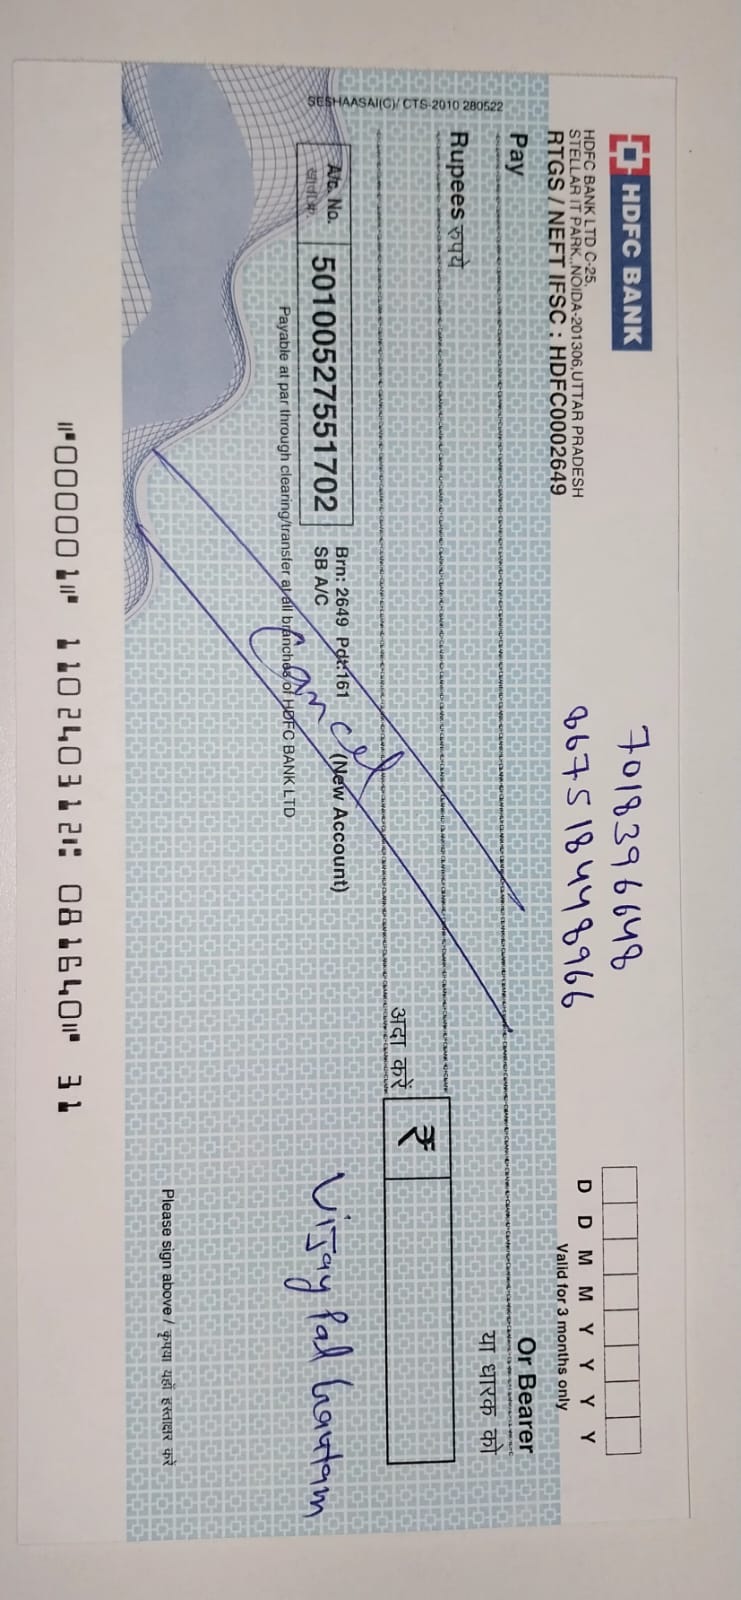 HDFC BANK
HDFC BANK LTD C-25,
STELLAR IT PARK,,NOIDA-201306,UTTAR PRADESH
RTGS / NEFT IFSC : HDFC0002649
7018396648
867518448966
D D M M Y Y Y Y
Valid for 3 months only
Pay
Or Bearer
या धारक को
Rupees रुपये
अदा करें ₹
A/c. No.
खाता क्र.
50100527551702
Brn: 2649 Pdt:161 (New Account)
SB A/C
Cancel
Vijay Pal Gautam
Payable at par through clearing/transfer at all branches of HDFC BANK LTD
Please sign above / कृपया यहाँ हस्ताक्षर करें
SESHAASAI(C)/ CTS-2010 280522
⑈000001⑈ 110240312⑆ 081640⑈ 31